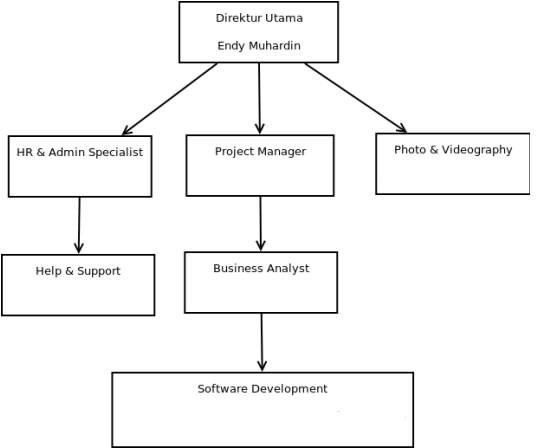 Direktur Utama
Endy Muhardin
HR & Admin Specialist
Project Manager
Photo & Videography
Help & Support
Business Analyst
Software Development